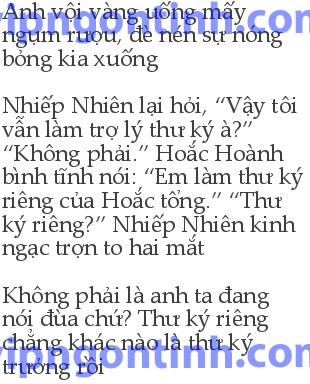 Anh vội vàng uống mấy
ngụm rượu, đè nén sự nóng
bỏng kia xuống
Nhiếp Nhiên lại hỏi, “Vậy tôi
vẫn làm trợ lý thư ký à?”
“Không phải.” Hoắc Hoành
bình tĩnh nói: “Em làm thư ký
riêng của Hoắc tổng.” “Thư
ký riêng?” Nhiếp Nhiên kinh
ngạc trợn to hai mắt
Không phải là anh ta đang
nói đùa chứ? Thư ký riêng
chẳng khác nào là thư ký
trưởng rồi
vipngontinh.com
vipngontinh.com